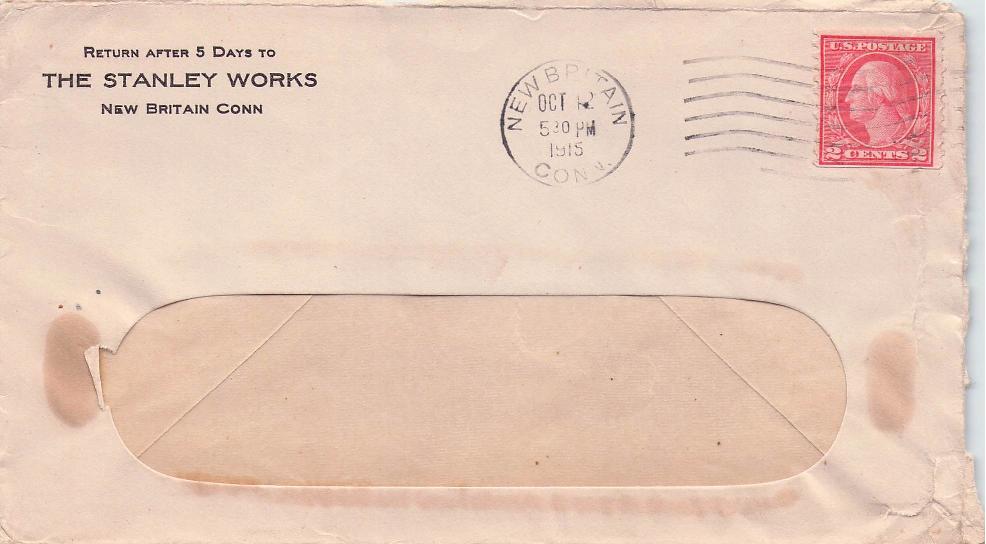 Return after 5 Days to
THE STANLEY WORKS
New Britain Conn
NEW BRITAIN
OCT 12
5 30 PM
1915
CONN.
U.S. POSTAGE
2 CENTS 2